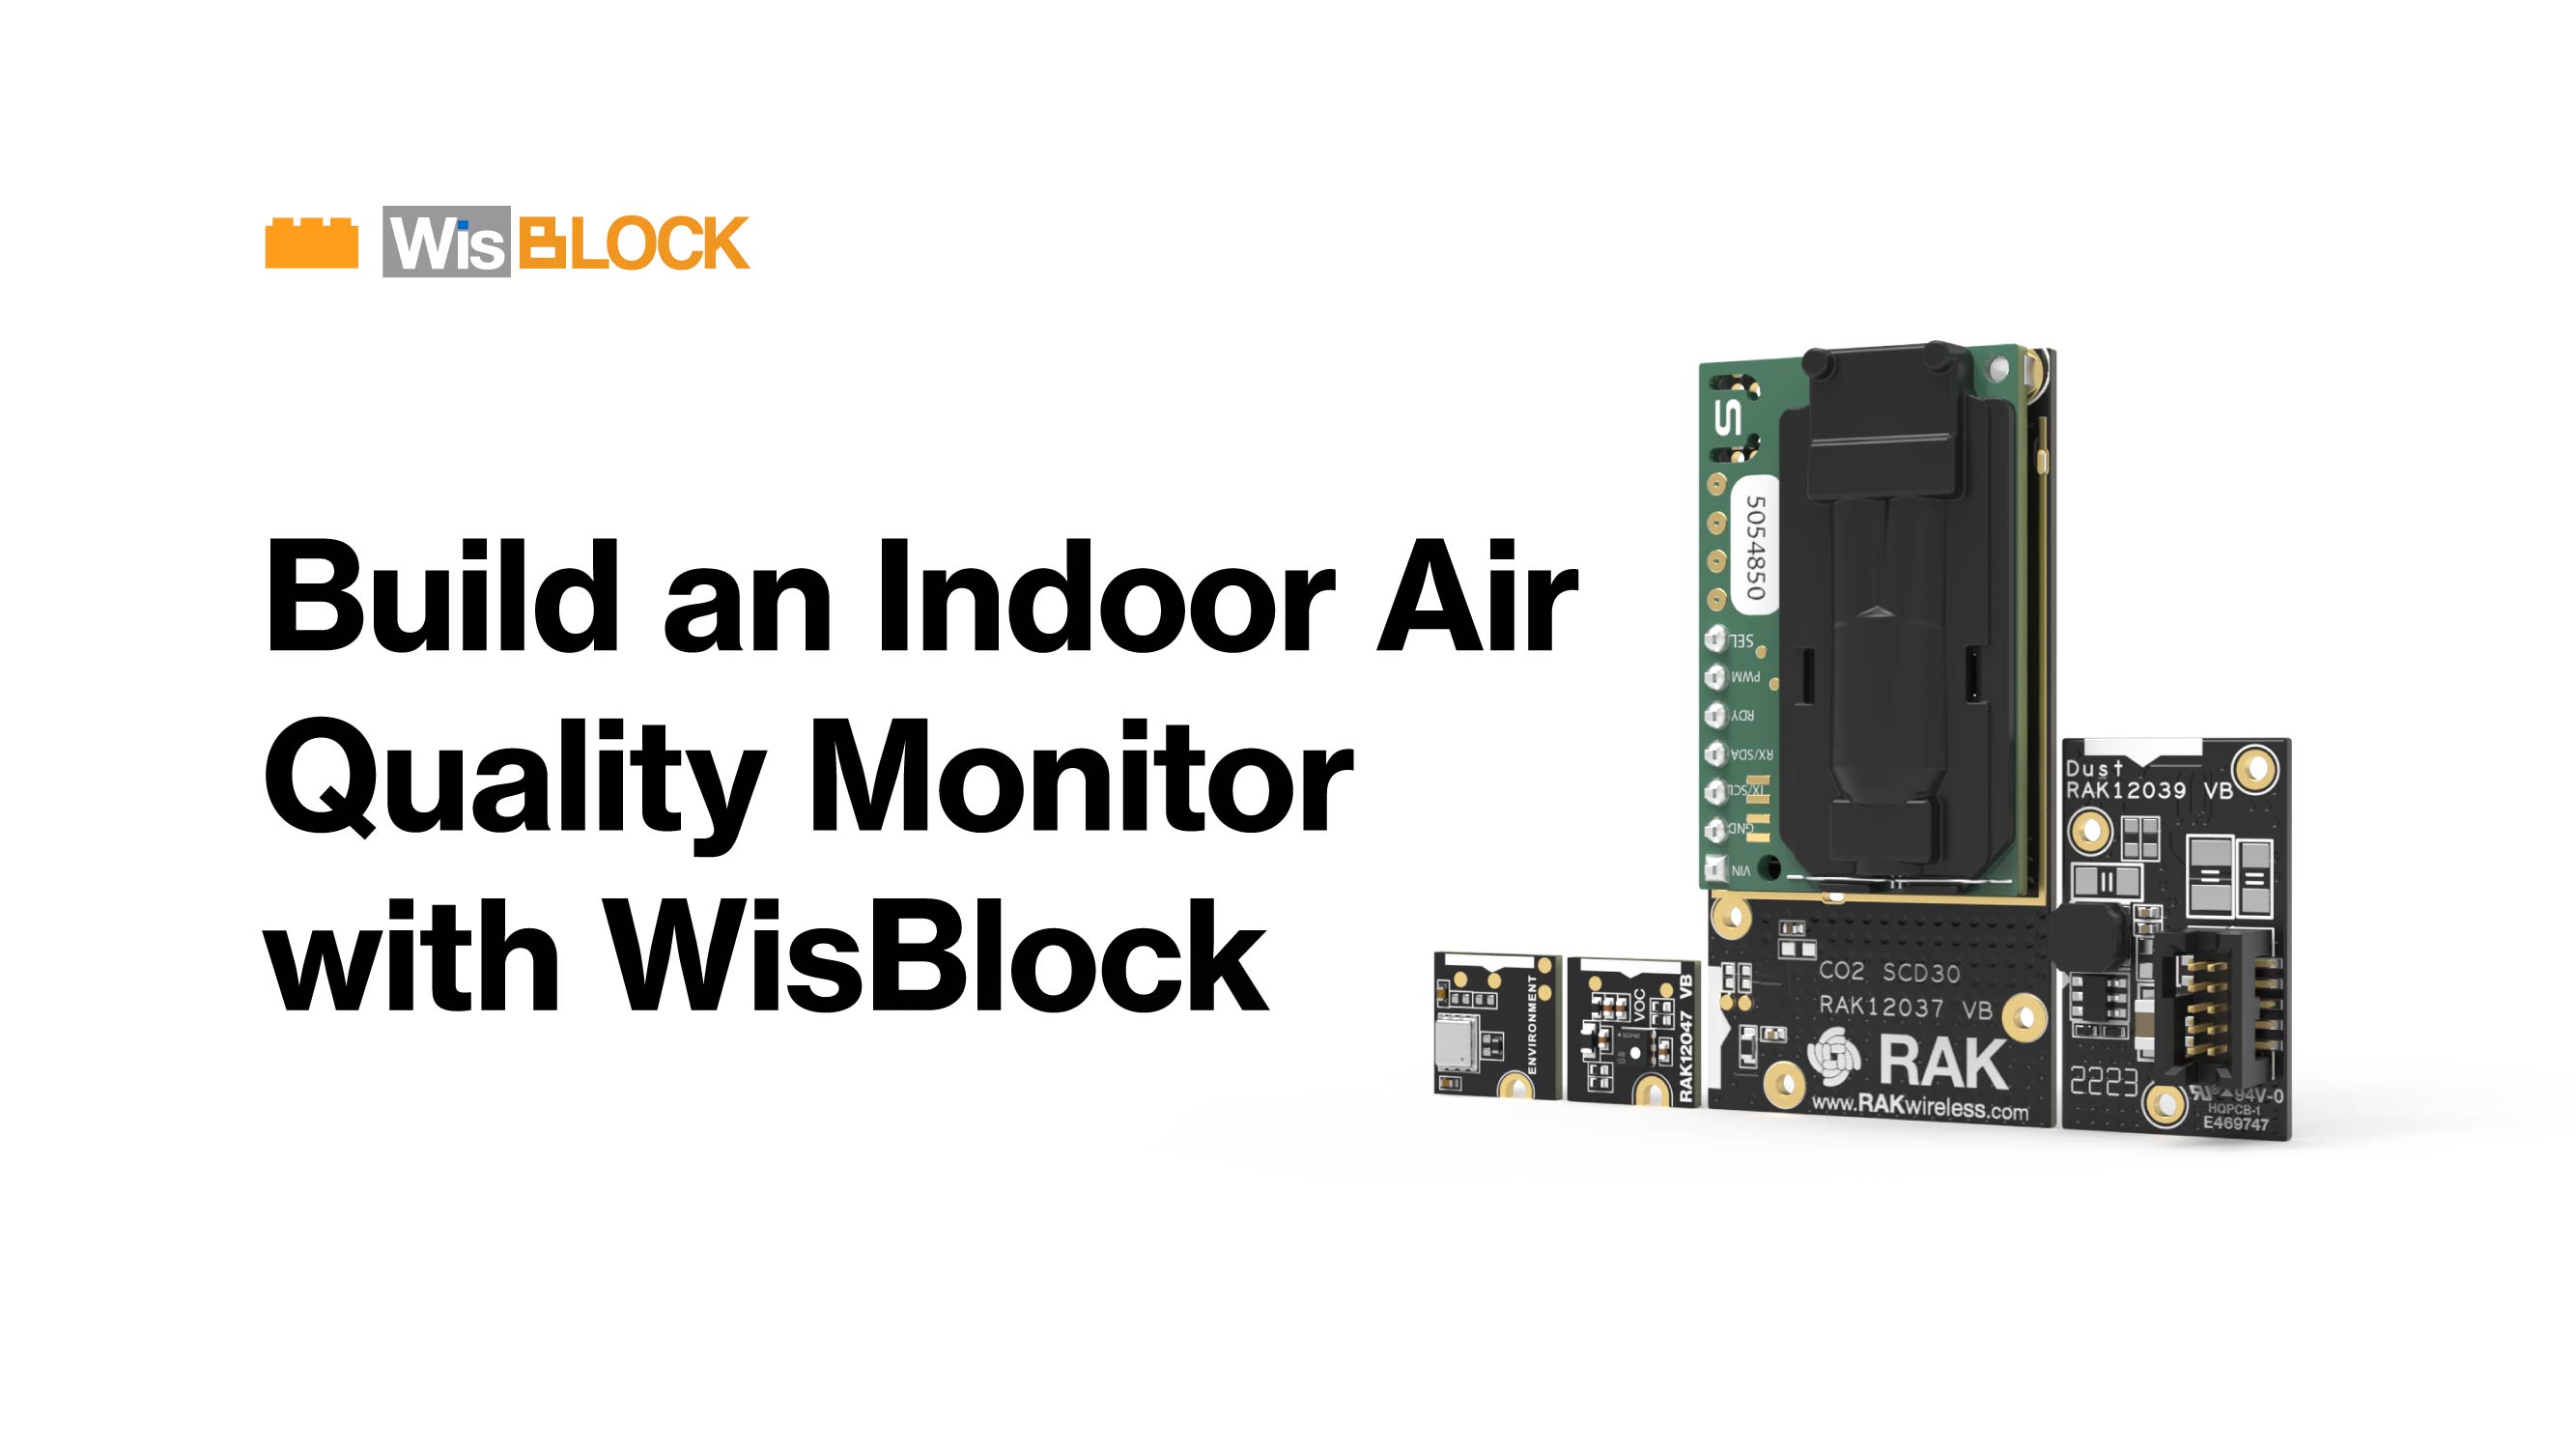 WisBLOCK
Build an Indoor Air
Quality Monitor
with WisBlock
S
5054850
SEL
PWM
RDY
RX/SDA
TX/SCL
GND
VIN
CO2 SCD30
RAK12037 VB
RAK
www.RAKwireless.com
ENVIRONMENT
VOC
RAK12047 VB
Dust
RAK12039 VB
2223
94V-0
HQPCB-1
E469747